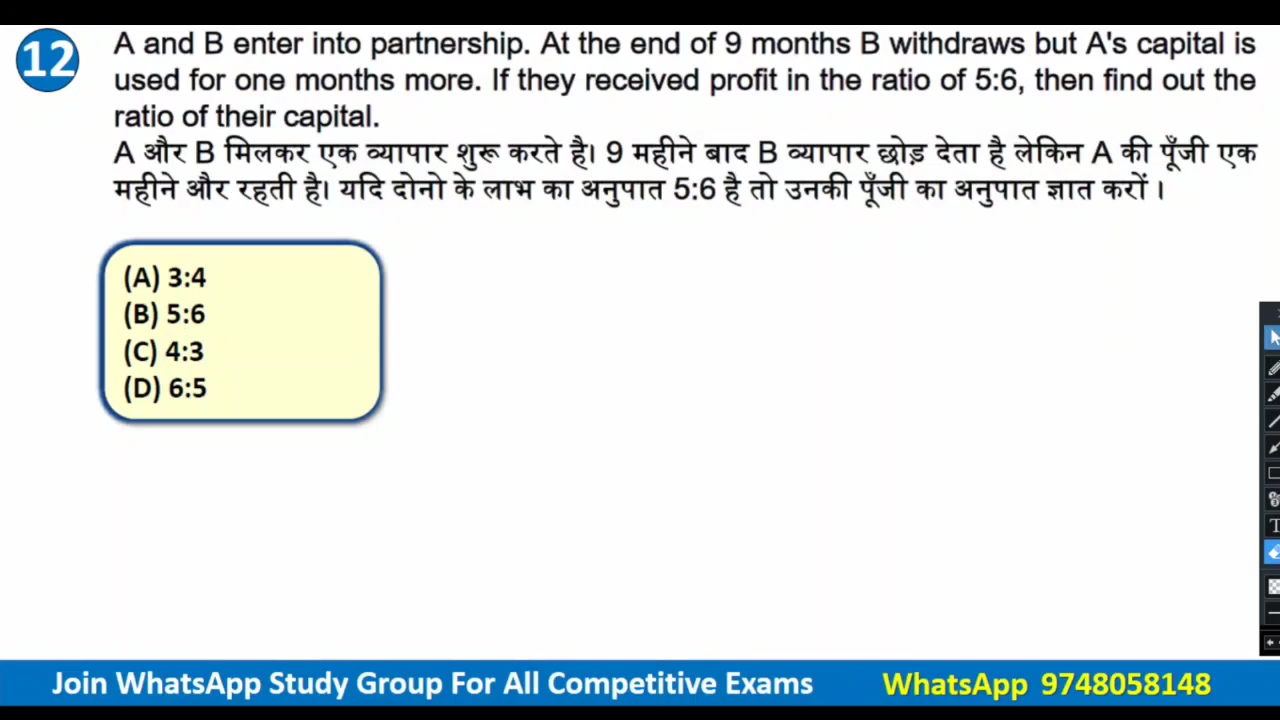 12
A and B enter into partnership. At the end of 9 months B withdraws but A's capital is
used for one months more. If they received profit in the ratio of 5:6, then find out the
ratio of their capital.
A और B मिलकर एक व्यापार शुरू करते है। 9 महीने बाद B व्यापार छोड़ देता है लेकिन A की पूँजी एक
महीने और रहती है। यदि दोनो के लाभ का अनुपात 5:6 है तो उनकी पूँजी का अनुपात ज्ञात करों ।
(A) 3:4
(B) 5:6
(C) 4:3
(D) 6:5
Join WhatsApp Study Group For All Competitive Exams WhatsApp 9748058148